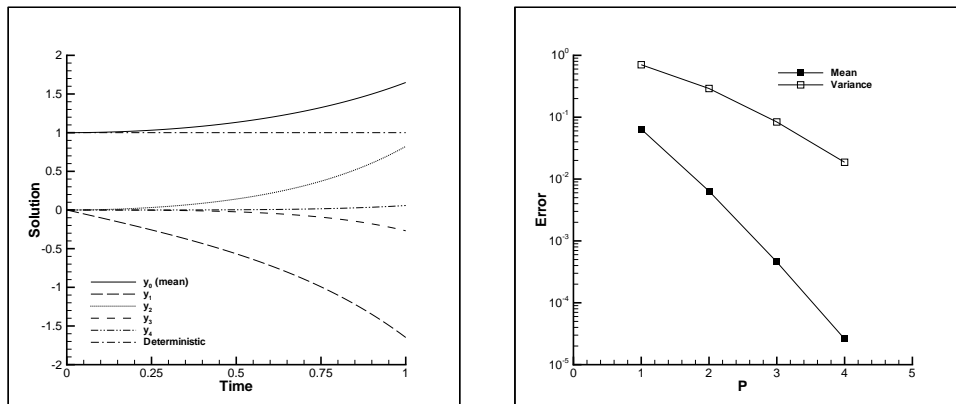 2
1.5
1
0.5
0
-0.5
-1
-1.5
-2
Solution
0
0.25
0.5
0.75
1
Time
y0 (mean)
y1
y2
y3
y4
Deterministic
10^0
10^-1
10^-2
10^-3
10^-4
10^-5
Error
0
1
2
3
4
5
P
Mean
Variance